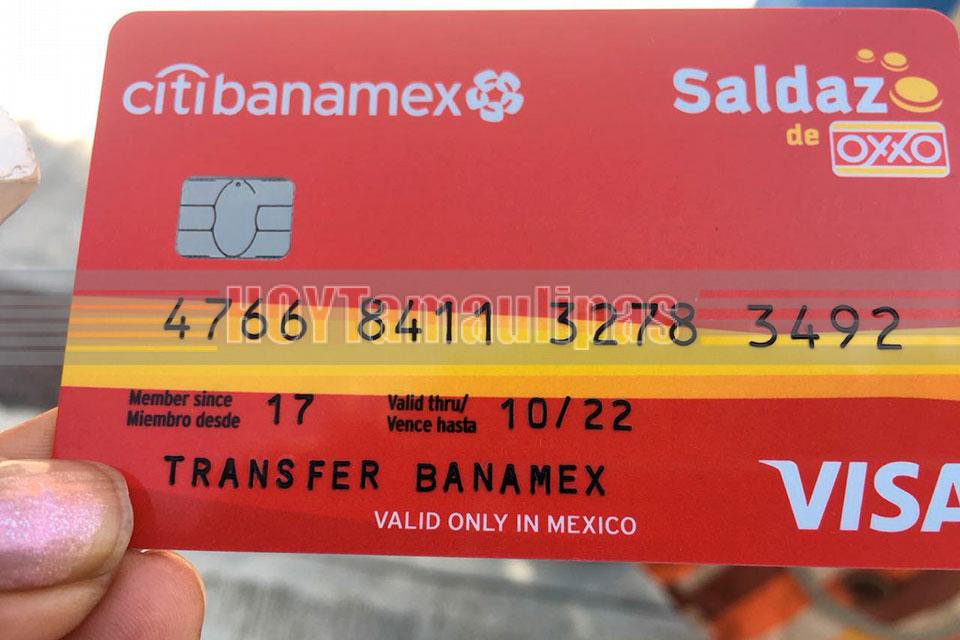 citibanamex
Saldazo
de OXXO
HOYTamaulipas
4766 8411 3278 3492
Member since
Miembro desde
17
Valid thru/
Vence hasta
10/22
TRANSFER BANAMEX
VALID ONLY IN MEXICO
VISA